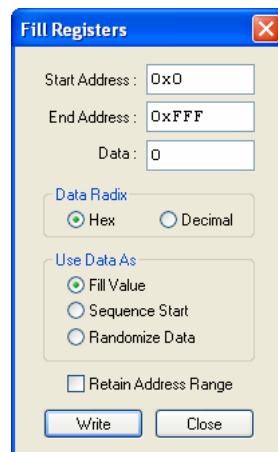 Fill Registers
Start Address : 0x0
End Address : 0xFFF
Data : 0
Data Radix
Hex Decimal
Use Data As
Fill Value
Sequence Start
Randomize Data
Retain Address Range
Write Close